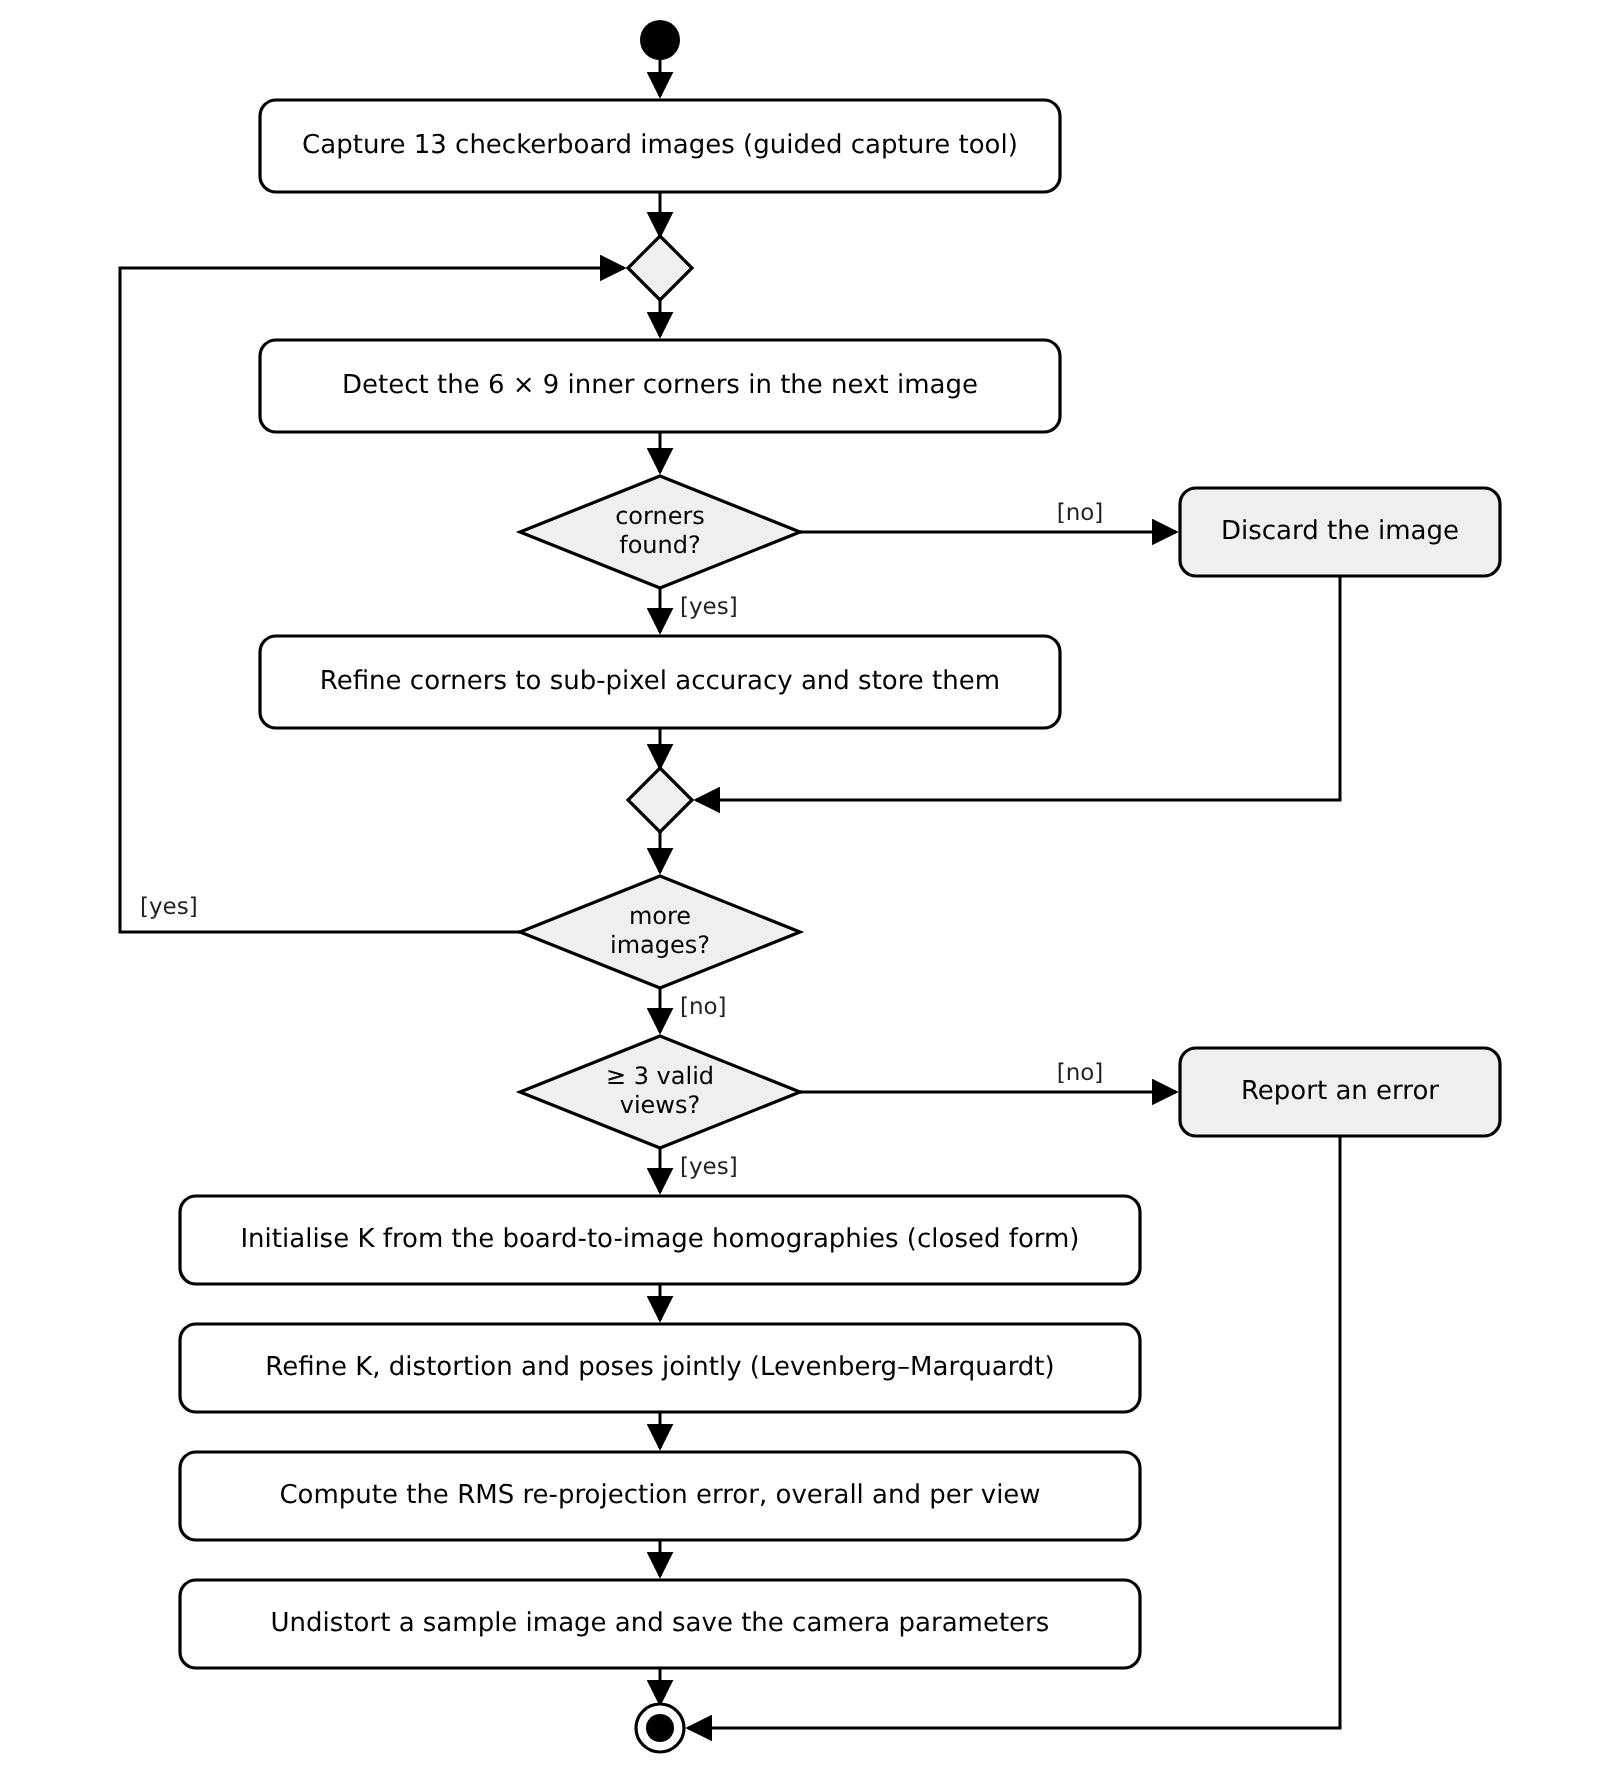 Capture 13 checkerboard images (guided capture tool)
Detect the 6 × 9 inner corners in the next image
corners
found?
[no]
Discard the image
[yes]
Refine corners to sub-pixel accuracy and store them
[yes]
more
images?
[no]
≥ 3 valid
views?
[no]
Report an error
[yes]
Initialise K from the board-to-image homographies (closed form)
Refine K, distortion and poses jointly (Levenberg–Marquardt)
Compute the RMS re-projection error, overall and per view
Undistort a sample image and save the camera parameters